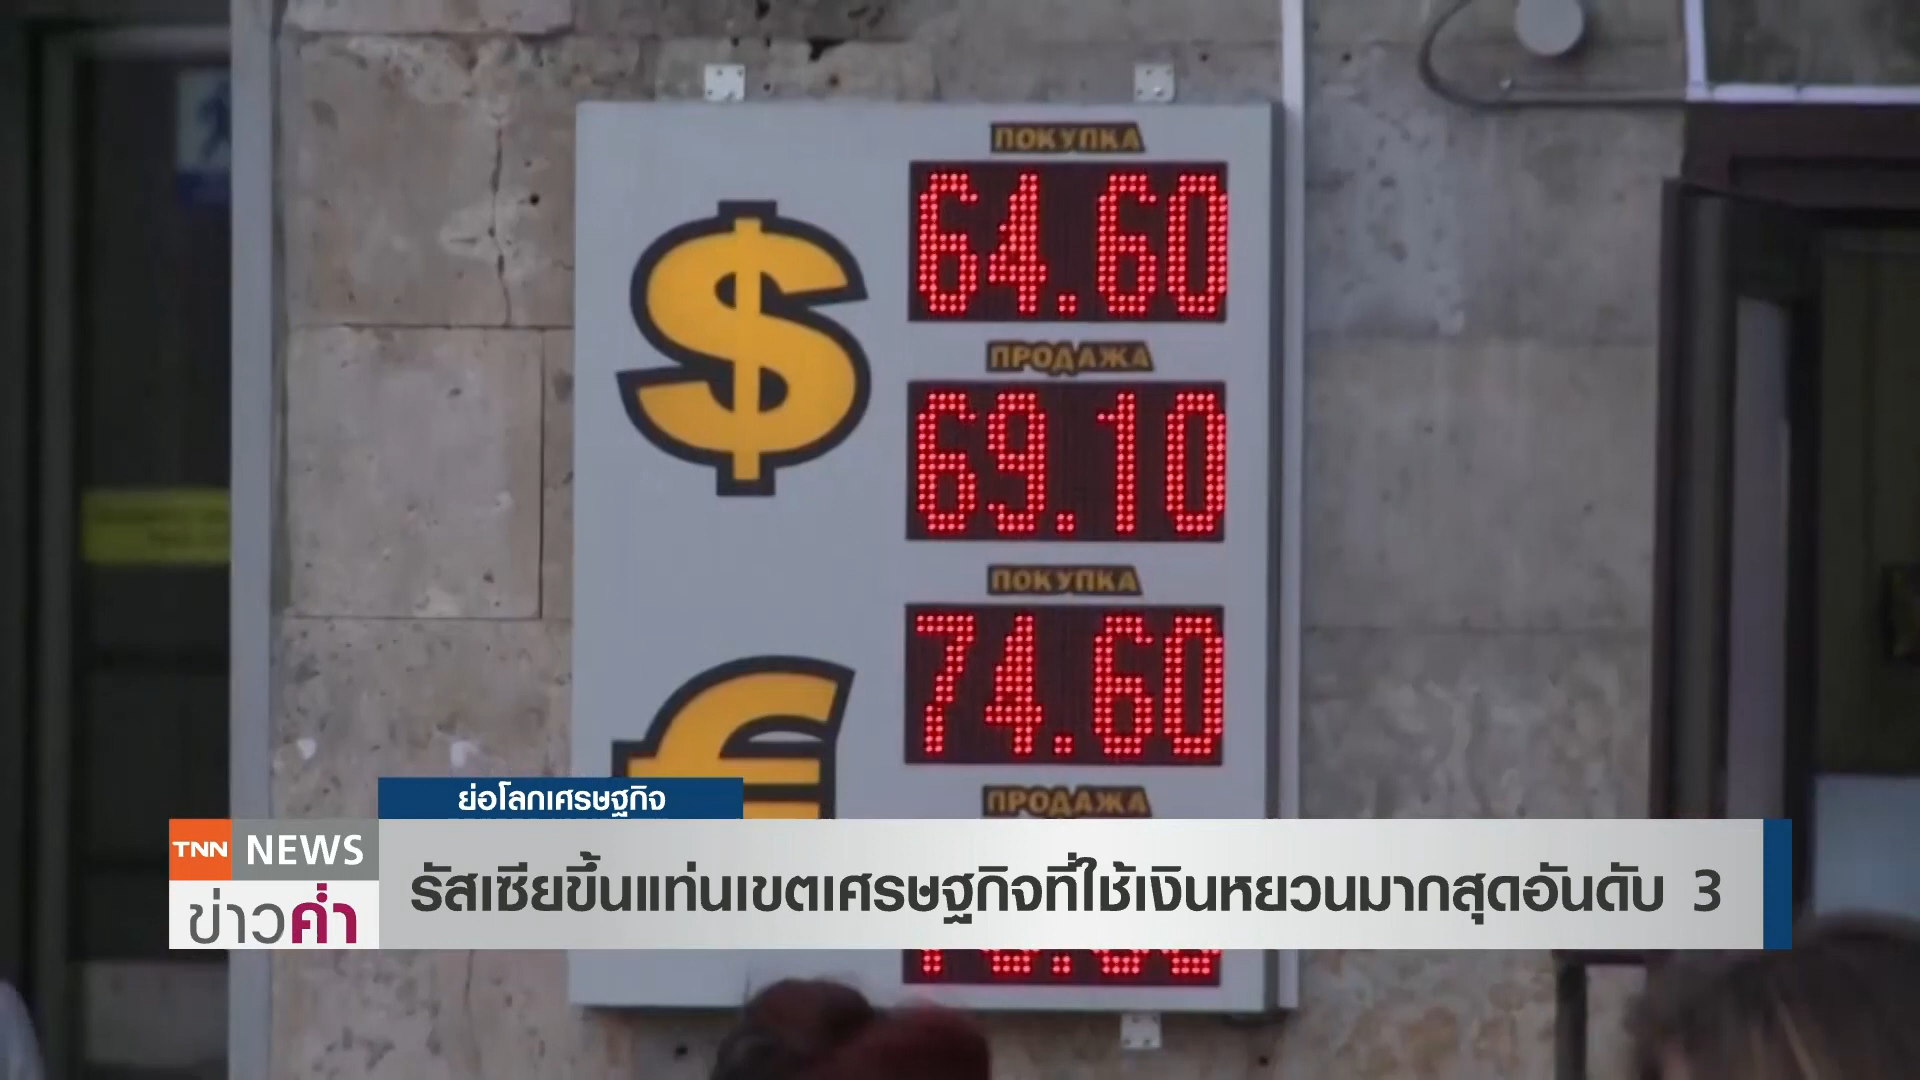 ПОКУПКА
64.60
ПРОДАЖА
69.10
ПОКУПКА
74.60
ПРОДАЖА
ย่อโลกเศรษฐกิจ
TNN NEWS
ข่าวค่ำ
รัสเซียขึ้นแท่นเขตเศรษฐกิจที่ใช้เงินหยวนมากสุดอันดับ 3